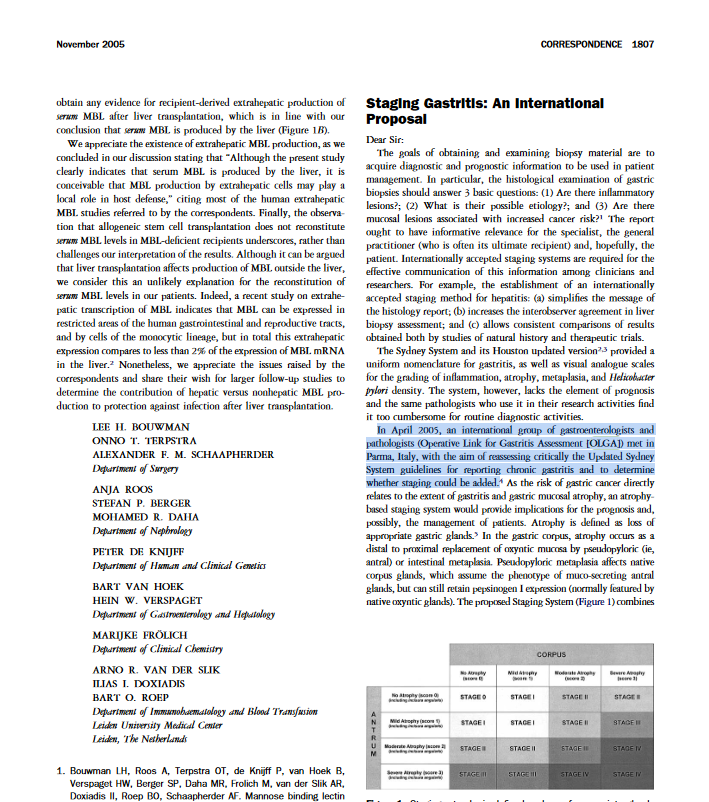 November 2005
CORRESPONDENCE 1807
obtain any evidence for recipient-derived extrahepatic production of
serum MBL after liver transplantation, which is in line with our
conclusion that serum MBL is produced by the liver (Figure 1B).
We appreciate the existence of extrahepatic MBL production, as we
concluded in our discussion stating that "Although the present study
clearly indicates that serum MBL is produced by the liver, it is
conceivable that MBL production by extrahepatic cells may play a
local role in host defense," citing most of the human extrahepatic
MBL studies referred to by the correspondents. Finally, the observa-
tion that allogeneic stem cell transplantation does not reconstitute
serum MBL levels in MBL-deficient recipients underscores, rather than
challenges our interpretation of the results. Although it can be argued
that liver transplantation affects production of MBL outside the liver,
we consider this an unlikely explanation for the reconstitution of
serum MBL levels in our patients. Indeed, a recent study on extrahe-
patic transcription of MBL indicates that MBL can be expressed in
restricted areas of the human gastrointestinal and reproductive tracts,
and by cells of the monocytic lineage, but in total this extrahepatic
expression compares to less than 2% of the expression of MBL mRNA
in the liver.2 Nonetheless, we appreciate the issues raised by the
correspondents and share their wish for larger follow-up studies to
determine the contribution of hepatic versus nonhepatic MBL pro-
duction to protection against infection after liver transplantation.
LEE H. BOUWMAN
ONNO T. TERPSTRA
ALEXANDER F. M. SCHAAPHERDER
Department of Surgery
ANJA ROOS
STEFAN P. BERGER
MOHAMED R. DAHA
Department of Nephrology
PETER DE KNIJFF
Department of Human and Clinical Genetics
BART VAN HOEK
HEIN W. VERSPAGET
Department of Gastroenterology and Hepatology
MARIJKE FRÖLICH
Department of Clinical Chemistry
ARNO R. VAN DER SLIK
ILIAS I. DOXIADIS
BART O. ROEP
Department of Immunohaematology and Blood Transfusion
Leiden University Medical Center
Leiden, The Netherlands
1. Bouwman LH, Roos A, Terpstra OT, de Knijff P, van Hoek B,
Verspaget HW, Berger SP, Daha MR, Frolich M, van der Slik AR,
Doxiadis II, Roep BO, Schaapherder AF. Mannose binding lectin
Staging Gastritis: An International
Proposal
Dear Sir:
The goals of obtaining and examining biopsy material are to
acquire diagnostic and prognostic information to be used in patient
management. In particular, the histological examination of gastric
biopsies should answer 3 basic questions: (1) Are there inflammatory
lesions?; (2) What is their possible etiology?; and (3) Are there
mucosal lesions associated with increased cancer risk?1 The report
ought to have informative relevance for the specialist, the general
practitioner (who is often its ultimate recipient) and, hopefully, the
patient. Internationally accepted staging systems are required for the
effective communication of this information among clinicians and
researchers. For example, the establishment of an internationally
accepted staging method for hepatitis: (a) simplifies the message of
the histology report; (b) increases the interobserver agreement in liver
biopsy assessment; and (c) allows consistent comparisons of results
obtained both by studies of natural history and therapeutic trials.
The Sydney System and its Houston updated version2,3 provided a
uniform nomenclature for gastritis, as well as visual analogue scales
for the grading of inflammation, atrophy, metaplasia, and Helicobacter
pylori density. The system, however, lacks the element of prognosis
and the same pathologists who use it in their research activities find
it too cumbersome for routine diagnostic activities.
In April 2005, an international group of gastroenterologists and
pathologists (Operative Link for Gastritis Assessment [OLGA]) met in
Parma, Italy, with the aim of reassessing critically the Updated Sydney
System guidelines for reporting chronic gastritis and to determine
whether staging could be added.4 As the risk of gastric cancer directly
relates to the extent of gastritis and gastric mucosal atrophy, an atrophy-
based staging system would provide implications for the prognosis and,
possibly, the management of patients. Atrophy is defined as loss of
appropriate gastric glands.5 In the gastric corpus, atrophy occurs as a
distal to proximal replacement of oxyntic mucosa by pseudopyloric (ie,
antral) or intestinal metaplasia. Pseudopyloric metaplasia affects native
corpus glands, which assume the phenotype of muco-secreting antral
glands, but can still retain pepsinogen I expression (normally featured by
native oxyntic glands). The proposed Staging System (Figure 1) combines
CORPUS
No Atrophy (score 0) Mild Atrophy (score 1) Moderate Atrophy (score 2) Severe Atrophy (score 3)
ANTRUM
No Atrophy (score 0) (including incisura angularis) STAGE 0 STAGE I STAGE II STAGE II
Mild Atrophy (score 1) (including incisura angularis) STAGE I STAGE I STAGE II STAGE III
Moderate Atrophy (score 2) (including incisura angularis) STAGE II STAGE II STAGE III STAGE IV
Severe Atrophy (score 3) (including incisura angularis) STAGE III STAGE III STAGE IV STAGE IV